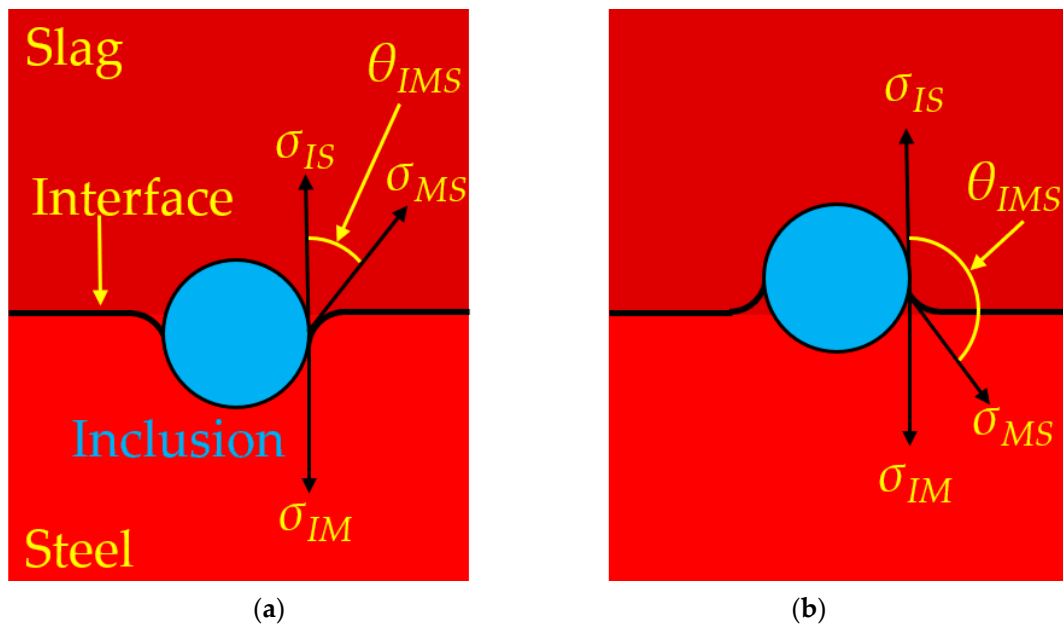 Slag
θIMS
σIS
σMS
Interface
Inclusion
σIM
Steel
(a)
σIS
θIMS
σMS
σIM
(b)